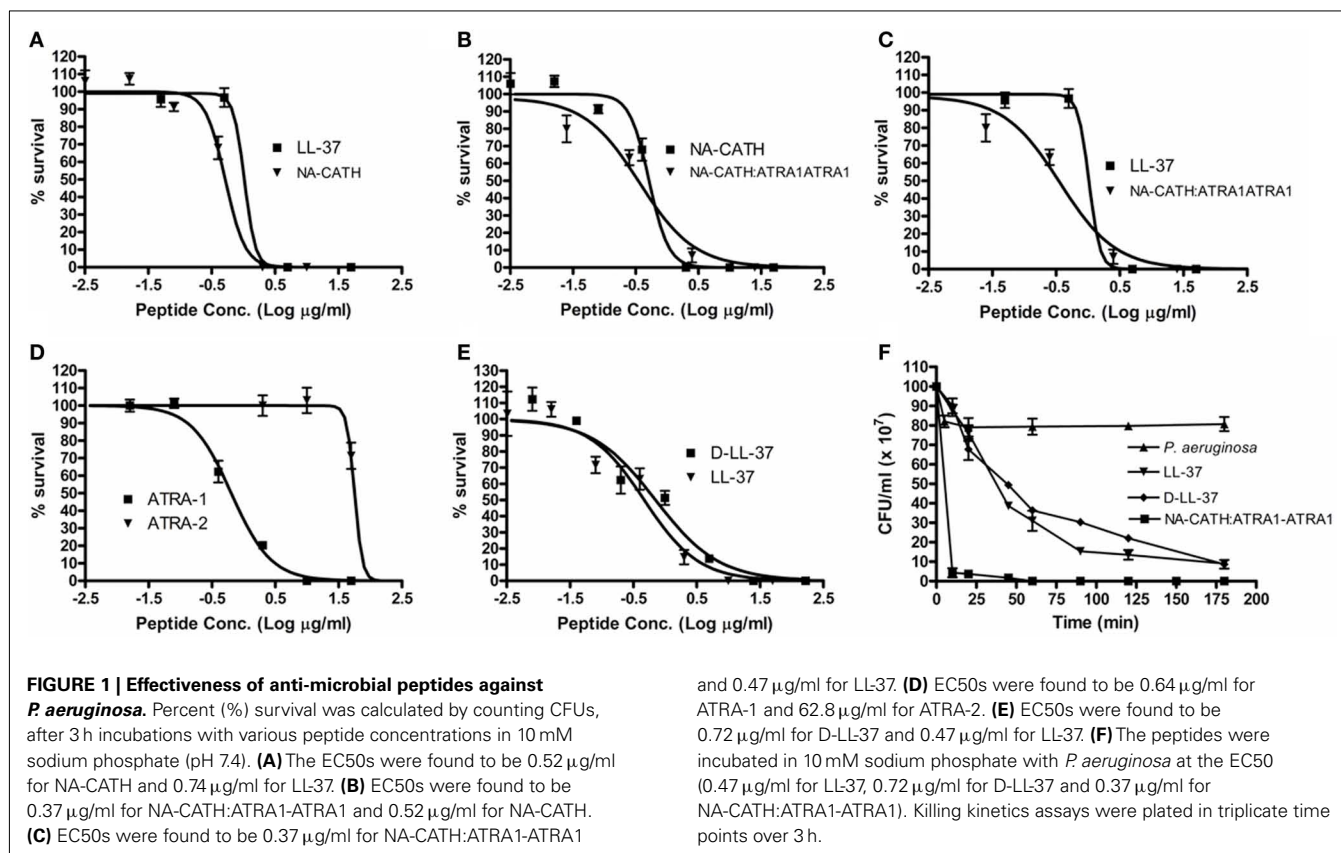 A
120
110
100
90
80
70
60
50
40
30
20
10
0
% survival
LL-37
NA-CATH
-2.5 -1.5 -0.5 0.5 1.5 2.5
Peptide Conc. (Log μg/ml)
B
120
110
100
90
80
70
60
50
40
30
20
10
0
% survival
NA-CATH
NA-CATH:ATRA1ATRA1
-2.5 -1.5 -0.5 0.5 1.5 2.5
Peptide Conc. (Log μg/ml)
C
120
110
100
90
80
70
60
50
40
30
20
10
0
% survival
LL-37
NA-CATH:ATRA1ATRA1
-2.5 -1.5 -0.5 0.5 1.5 2.5
Peptide Conc. (Log μg/ml)
D
120
110
100
90
80
70
60
50
40
30
20
10
0
% survival
ATRA-1
ATRA-2
-2.5 -1.5 -0.5 0.5 1.5 2.5
Peptide Conc. (Log μg/ml)
E
130
120
110
100
90
80
70
60
50
40
30
20
10
0
% survival
D-LL-37
LL-37
-2.5 -1.5 -0.5 0.5 1.5 2.5
Peptide Conc. (Log μg/ml)
F
110
100
90
80
70
60
50
40
30
20
10
0
CFU/ml (x 10⁷)
P. aeruginosa
LL-37
D-LL-37
NA-CATH:ATRA1-ATRA1
0 25 50 75 100 125 150 175 200
Time (min)
FIGURE 1 | Effectiveness of anti-microbial peptides against
P. aeruginosa. Percent (%) survival was calculated by counting CFUs,
after 3 h incubations with various peptide concentrations in 10 mM
sodium phosphate (pH 7.4). (A) The EC50s were found to be 0.52 μg/ml
for NA-CATH and 0.74 μg/ml for LL-37. (B) EC50s were found to be
0.37 μg/ml for NA-CATH:ATRA1-ATRA1 and 0.52 μg/ml for NA-CATH.
(C) EC50s were found to be 0.37 μg/ml for NA-CATH:ATRA1-ATRA1
and 0.47 μg/ml for LL-37. (D) EC50s were found to be 0.64 μg/ml for
ATRA-1 and 62.8 μg/ml for ATRA-2. (E) EC50s were found to be
0.72 μg/ml for D-LL-37 and 0.47 μg/ml for LL-37. (F) The peptides were
incubated in 10 mM sodium phosphate with P. aeruginosa at the EC50
(0.47 μg/ml for LL-37, 0.72 μg/ml for D-LL-37 and 0.37 μg/ml for
NA-CATH:ATRA1-ATRA1). Killing kinetics assays were plated in triplicate time
points over 3 h.